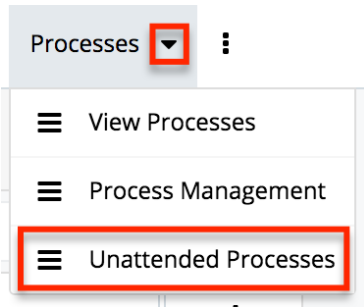 Processes
View Processes
Process Management
Unattended Processes